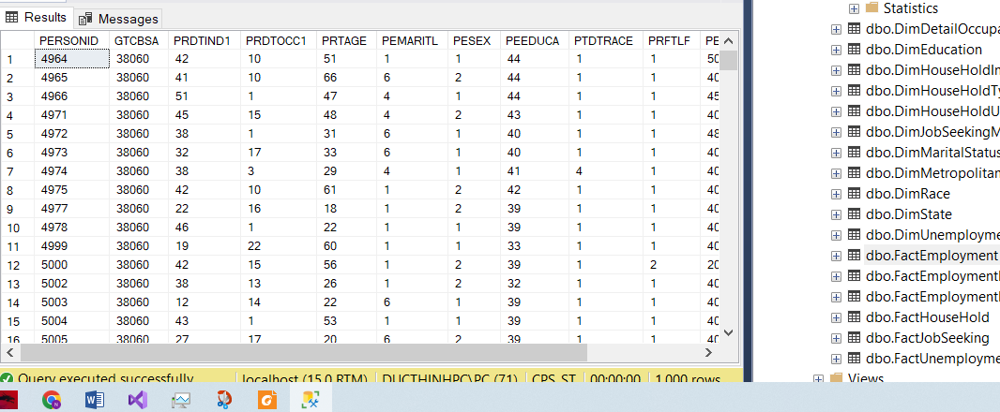 Results Messages
PERSONID GTCBSA PRDTIND1 PRDTOCC1 PRTAGE PEMARITL PESEX PEEDUCA PTDTRACE PRFTLF PE
1 4964 38060 42 10 51 1 1 44 1 1 50
2 4965 38060 41 10 66 6 2 44 1 1 40
3 4966 38060 51 1 47 4 1 44 1 1 45
4 4971 38060 45 15 48 4 2 43 1 1 40
5 4972 38060 38 1 31 6 1 40 1 1 48
6 4973 38060 32 17 33 6 1 40 1 1 40
7 4974 38060 38 3 29 4 1 41 4 1 40
8 4975 38060 42 10 61 1 2 42 1 1 40
9 4977 38060 22 16 18 1 2 39 1 1 40
10 4978 38060 46 1 22 1 1 39 1 1 40
11 4999 38060 19 22 60 1 1 33 1 1 40
12 5000 38060 42 15 56 1 2 39 1 2 20
13 5002 38060 38 13 26 1 2 32 1 1 40
14 5003 38060 12 14 22 6 1 39 1 1 40
15 5004 38060 43 1 53 1 1 39 1 1 40
16 5005 38060 27 17 20 6 2 39 1 1 40
Query executed successfully localhost (15.0 RTM) DUCTHINHPC\PC (71) CPS_ST 00:00:00 1,000 rows
Statistics
dbo.DimDetailOccupa
dbo.DimEducation
dbo.DimHouseHoldIn
dbo.DimHouseHoldTy
dbo.DimHouseHoldU
dbo.DimJobSeekingM
dbo.DimMaritalStatus
dbo.DimMetropolitan
dbo.DimRace
dbo.DimState
dbo.DimUnemployme
dbo.FactEmployment
dbo.FactEmployment
dbo.FactEmployment
dbo.FactHouseHold
dbo.FactJobSeeking
dbo.FactUnemployme
Views